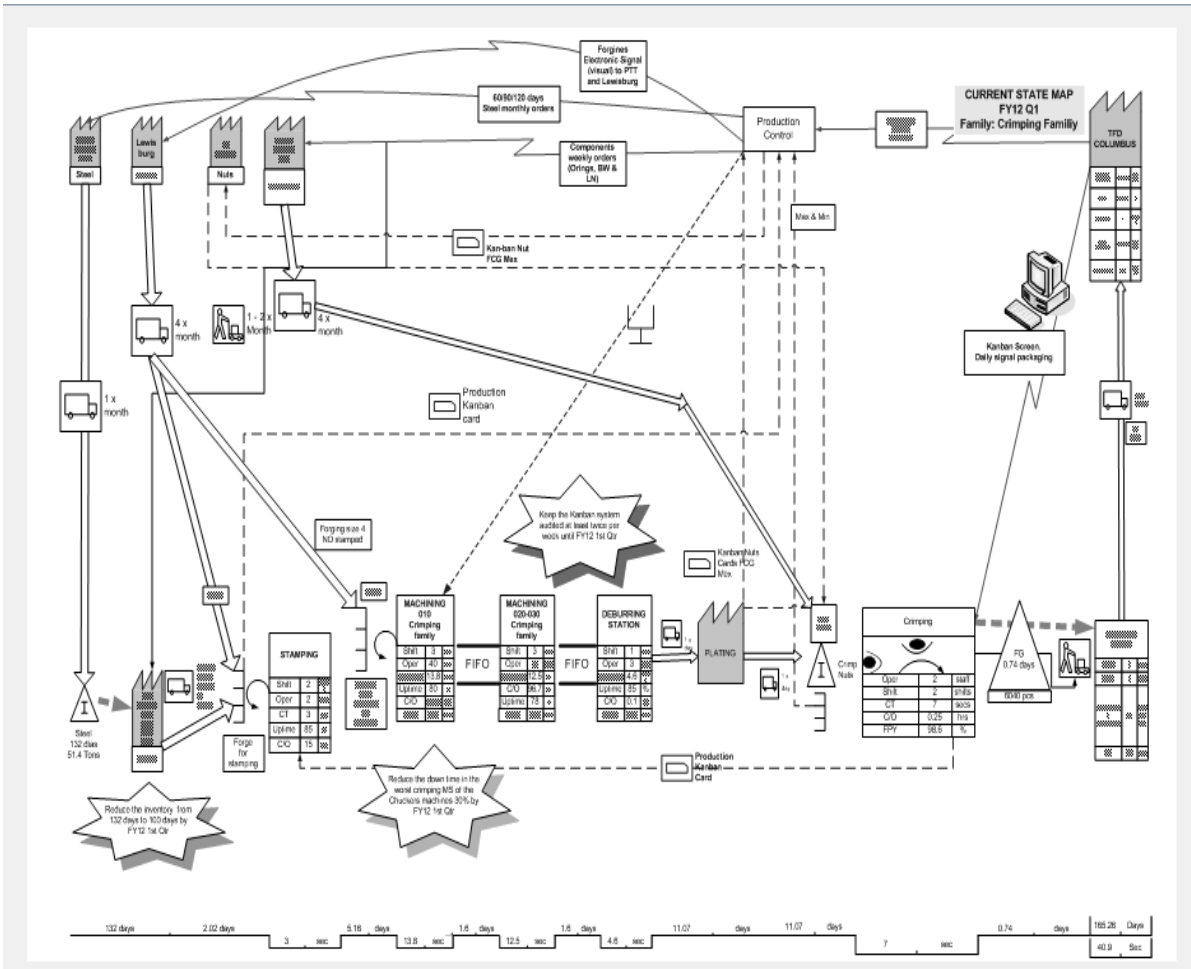 Forgines
Electronic Signal
(visual) to PTT
and Lewisburg
60/90/120 days
Steel monthly orders
Production
Control
CURRENT STATE MAP
FY12 Q1
Family: Crimping Familiy
TFD
COLUMBUS
Lewis
burg
Steel
Nuts
Components
weekly orders
(Orings, BW &
LN)
Max & Min
Kan-ban Nut
FCG Mex
4 x
month
1 - 2 x
Month
4 x
month
Kanban Screen.
Daily signal packaging
1 x
month
Production
Kanban
card
Keep the Kanban system
audited at least twice per
week until FY12 1st Qtr
Forging size 4
NO stamped
Kanban Nuts
Cards FCG
Mex
STAMPING
Shift 2
Oper 2
CT 3
Uptime 85
C/O 15
MACHINING
010
Crimping
family
Shift 3
Oper 40
13.8
Uptime 80
C/O
FIFO
MACHINING
020-030
Crimping
family
Shift 3
Oper
12.5
C/O 96.7
Uptime 78
FIFO
DEBURRING
STATION
Shift 1
Oper 3
4.6
Uptime 85 %
C/O 0.1
PLATING
I
Crimp
Nuts
Crimping
Oper 2 staff
Shift 2 shifts
CT 7 secs
C/O 0.25 hrs
FPY 98.6 %
FG
0.74 days
6040 pcs
I
Steel
132 dias
51.4 Tons
Forge
for
stamping
Production
Kanban
Card
Reduce the inventory from
132 days to 100 days by
FY12 1st Qtr
Reduce the down time in the
worst crimping MS of the
Chuckers machines 30% by
FY12 1st Qtr
132 days 2.02 days 5.16 days 1.6 days 1.6 days 11.07 days 11.07 days 0.74 days 165.26 Days
3 sec 13.8 sec 12.5 sec 4.6 sec 7 sec 40.9 Sec